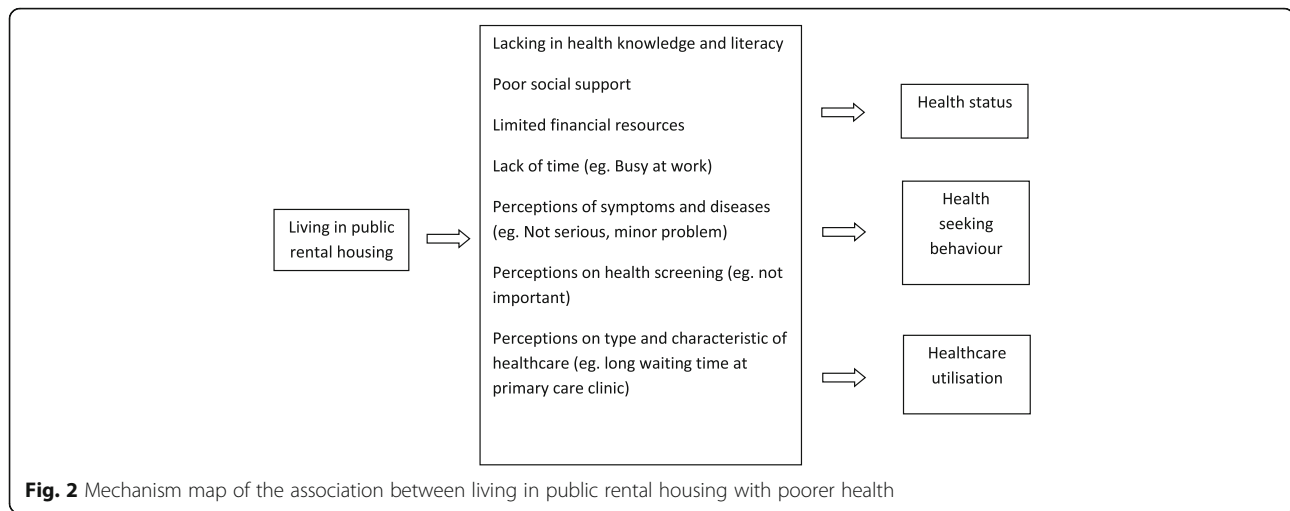 Living in public
rental housing
Lacking in health knowledge and literacy
Poor social support
Limited financial resources
Lack of time (eg. Busy at work)
Perceptions of symptoms and diseases
(eg. Not serious, minor problem)
Perceptions on health screening (eg. not
important)
Perceptions on type and characteristic of
healthcare (eg. long waiting time at
primary care clinic)
Health status
Health
seeking
behaviour
Healthcare
utilisation
Fig. 2 Mechanism map of the association between living in public rental housing with poorer health